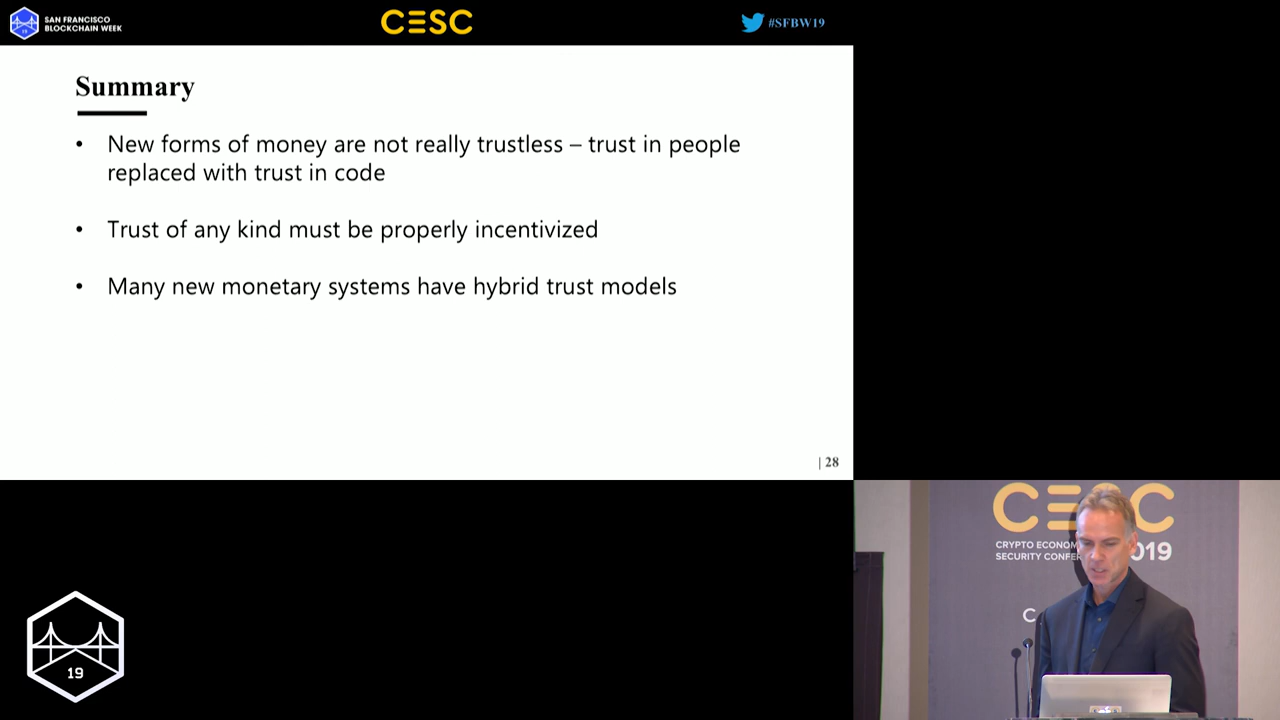 SAN FRANCISCO
BLOCKCHAIN WEEK
19
CESC
#SFBW19
Summary
• New forms of money are not really trustless – trust in people
replaced with trust in code
• Trust of any kind must be properly incentivized
• Many new monetary systems have hybrid trust models
| 28
CESC
CRYPTO ECONOM
SECURITY CONFER
019
C
19